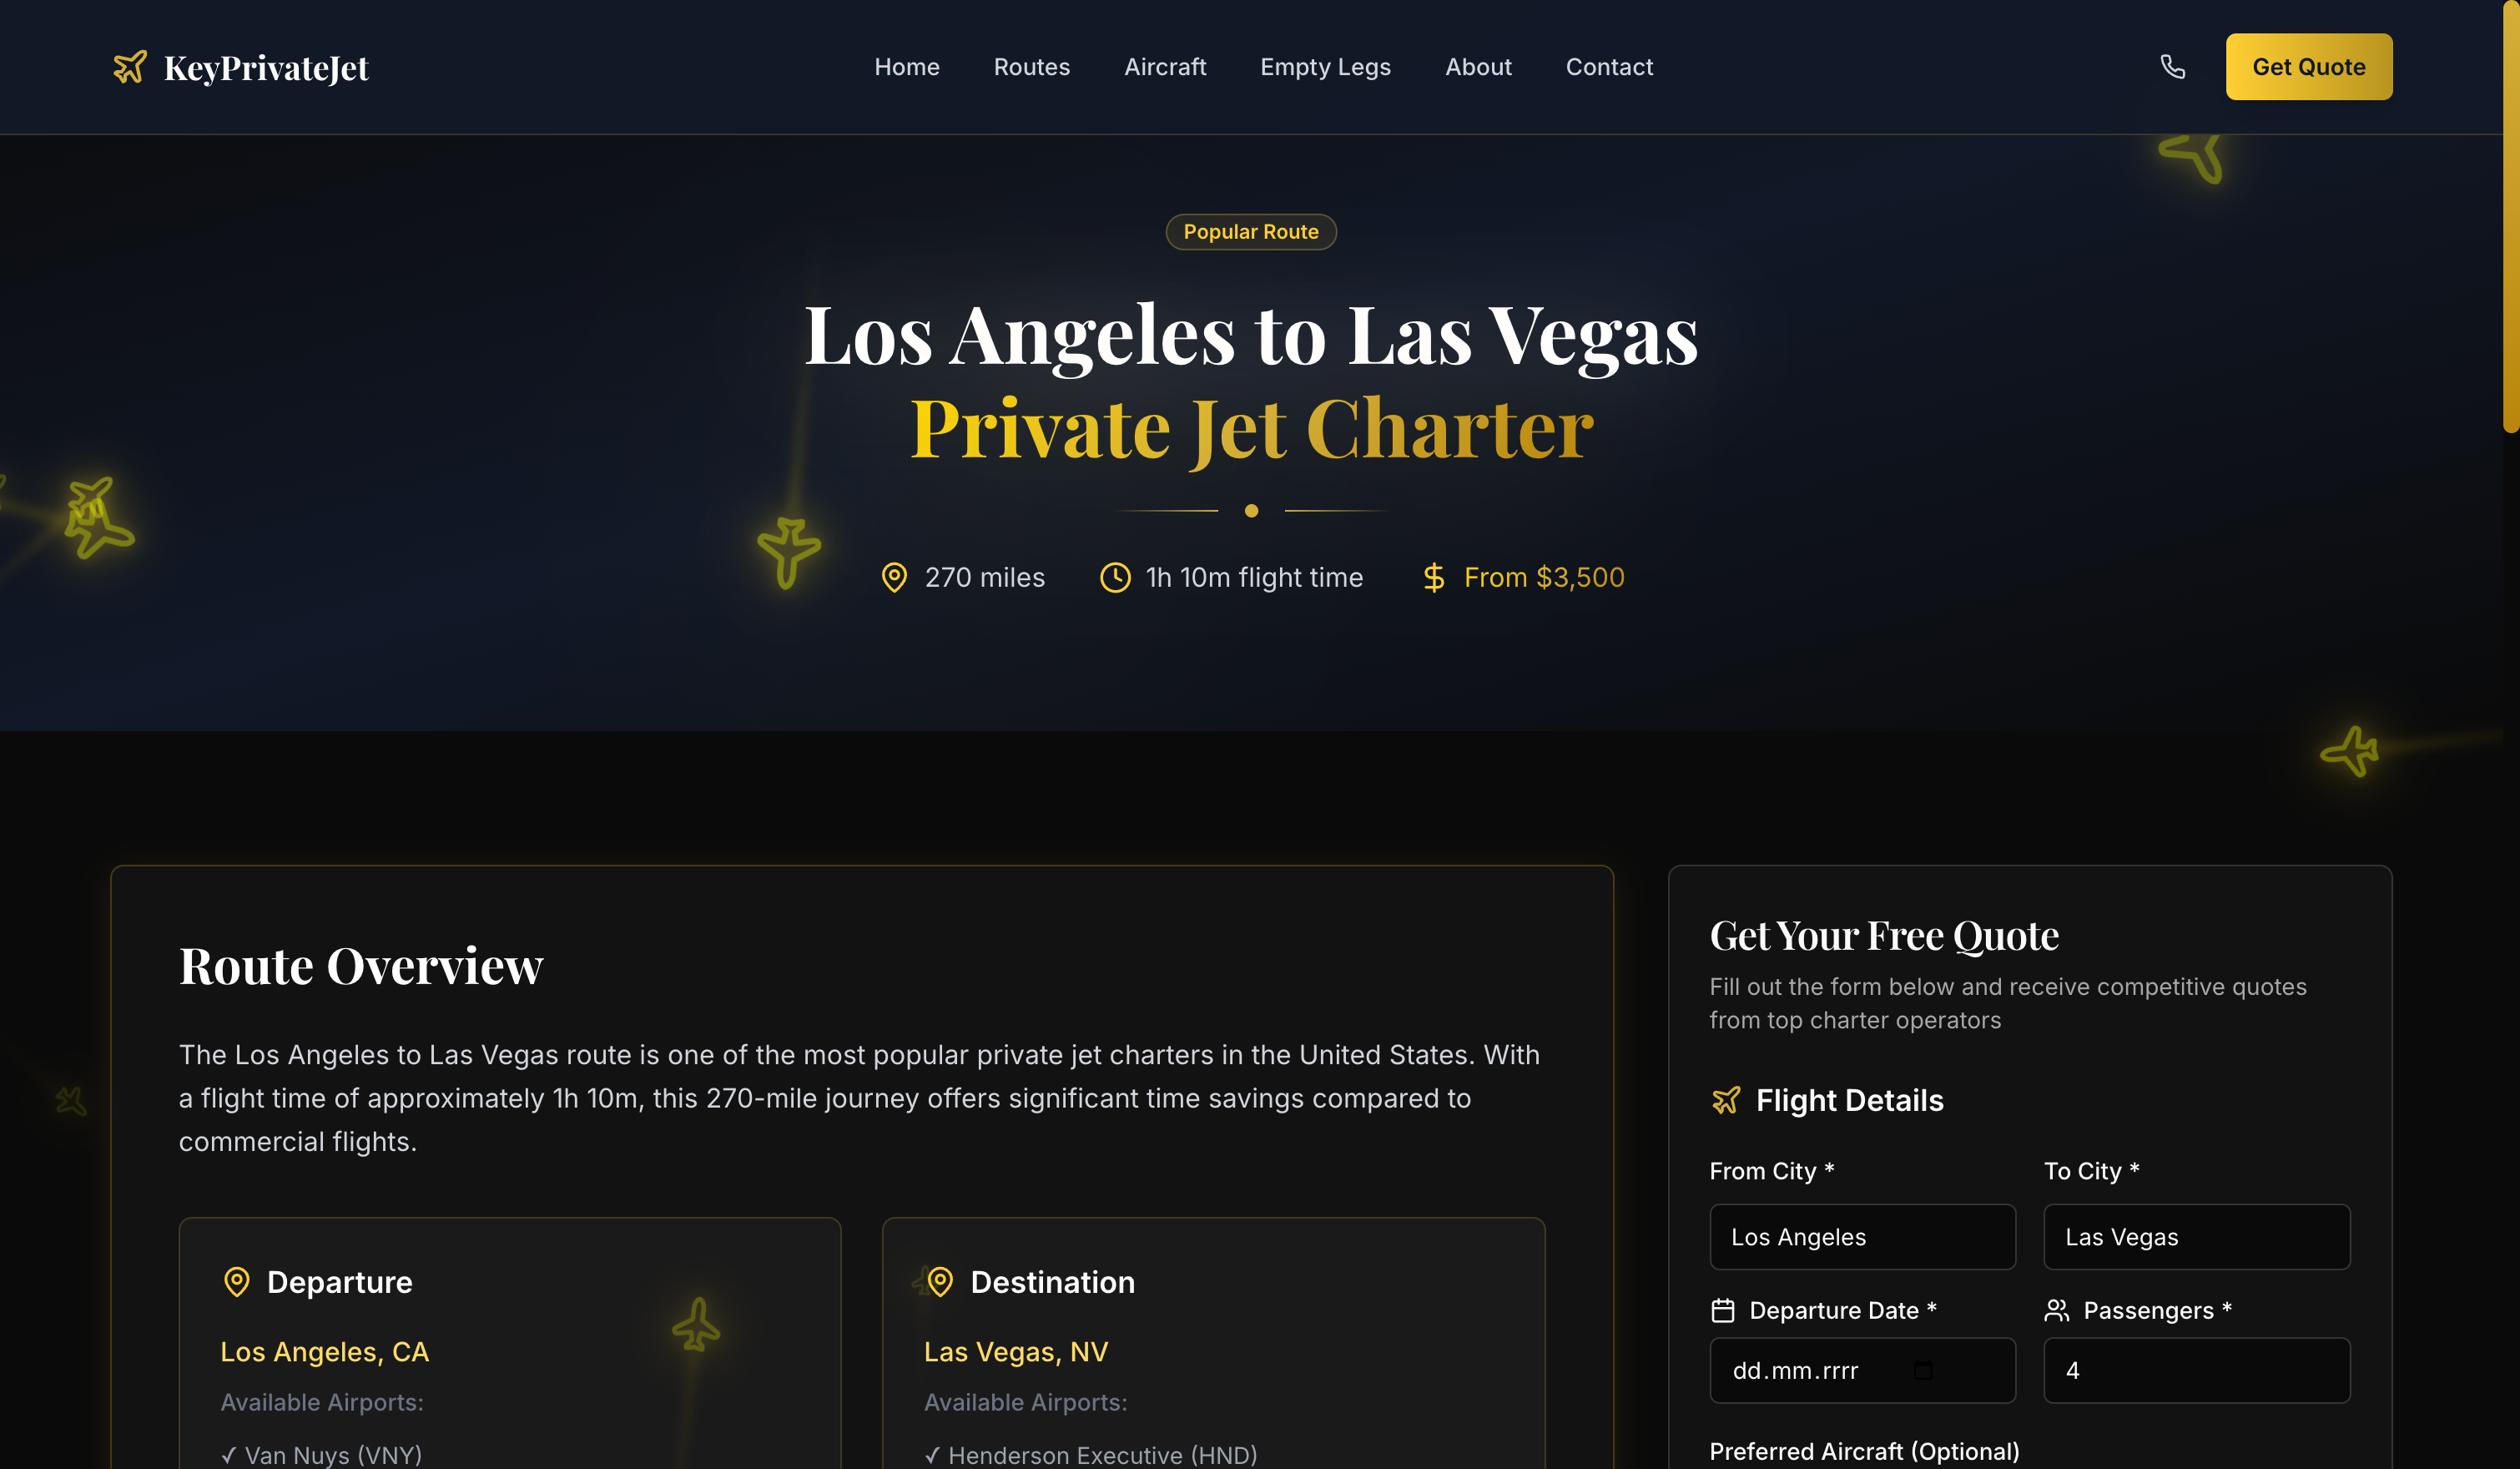 KeyPrivateJet
Home
Routes
Aircraft
Empty Legs
About
Contact
Get Quote
Popular Route
Los Angeles to Las Vegas
Private Jet Charter
270 miles
1h 10m flight time
From $3,500
Route Overview
The Los Angeles to Las Vegas route is one of the most popular private jet charters in the United States. With
a flight time of approximately 1h 10m, this 270-mile journey offers significant time savings compared to
commercial flights.
Departure
Los Angeles, CA
Available Airports:
✓ Van Nuys (VNY)
Destination
Las Vegas, NV
Available Airports:
✓ Henderson Executive (HND)
Get Your Free Quote
Fill out the form below and receive competitive quotes
from top charter operators
Flight Details
From City *
To City *
Los Angeles
Las Vegas
Departure Date *
Passengers *
dd.mm.rrrr
4
Preferred Aircraft (Optional)